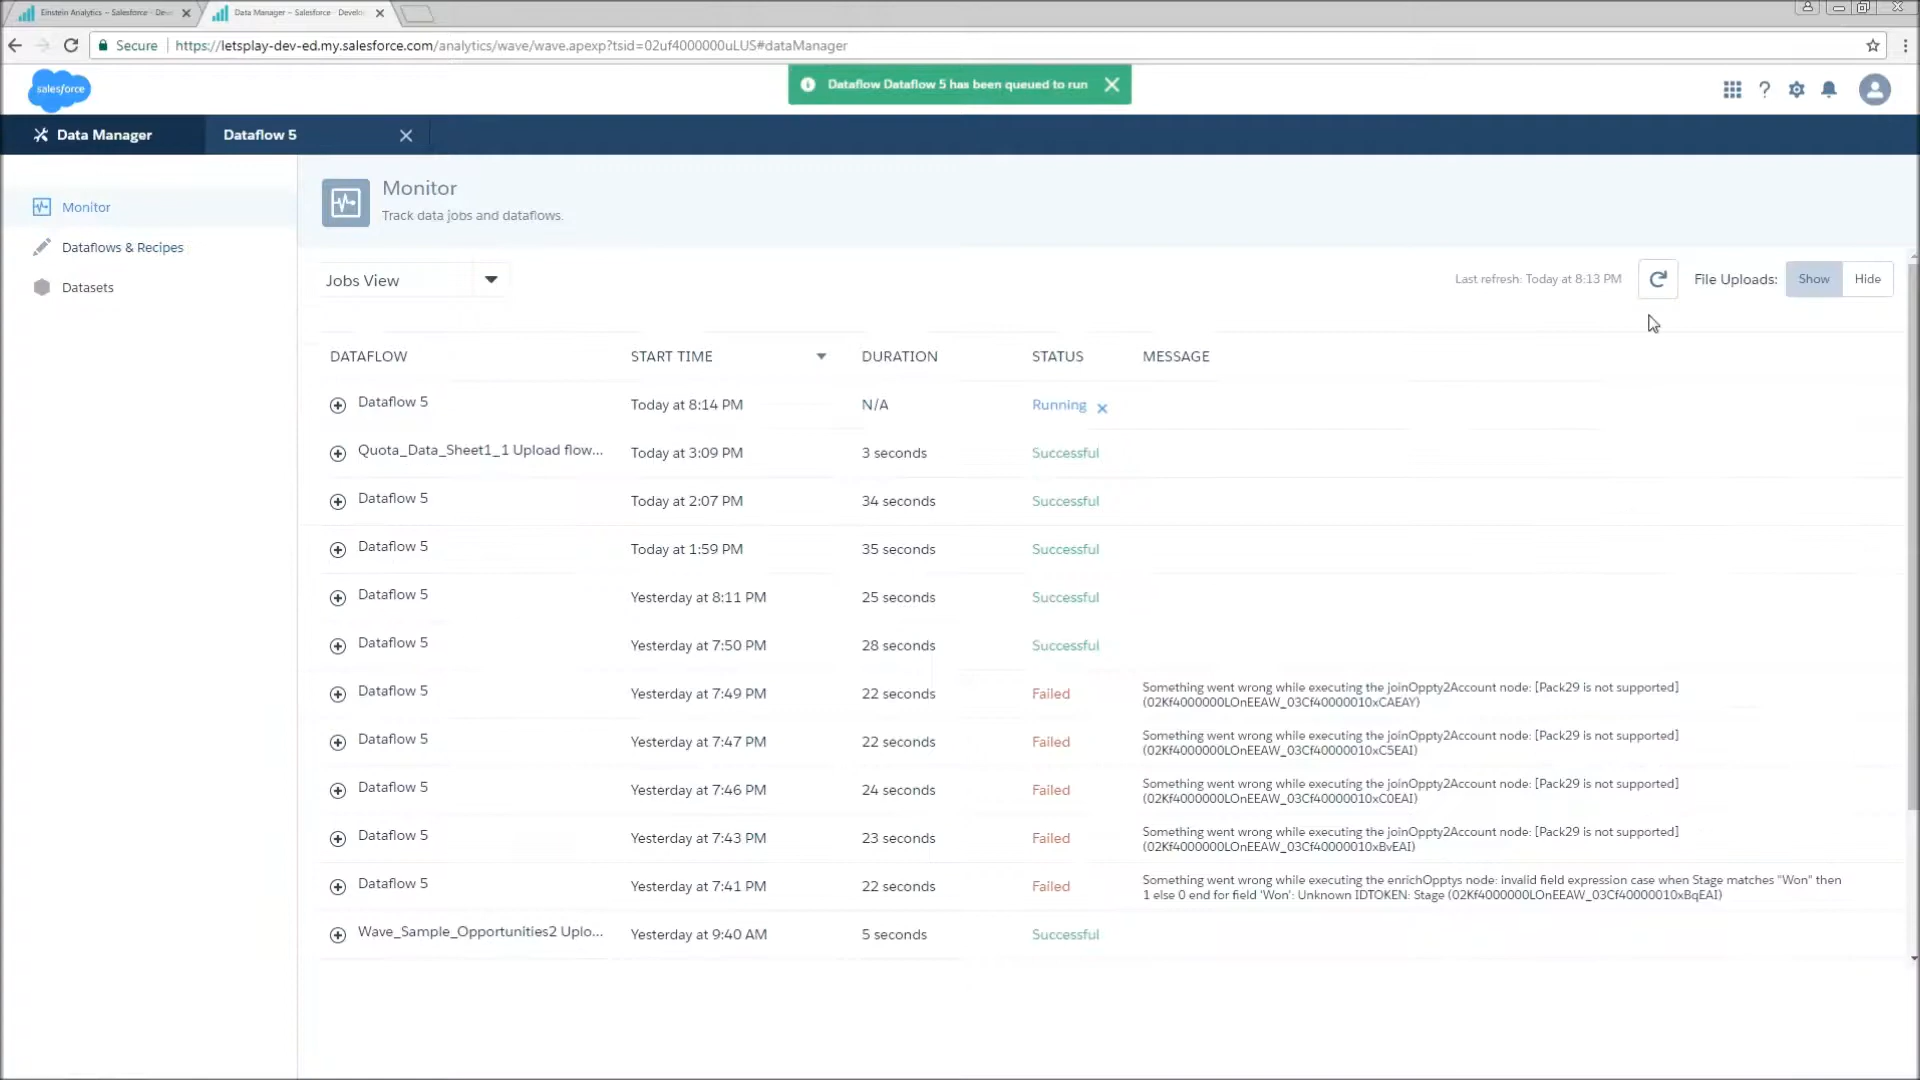 Einstein Analytics – Salesforce - Deve
Data Manager – Salesforce - Develo
Secure
https://letsplay-dev-ed.my.salesforce.com/analytics/wave/wave.apexp?tsid=02uf4000000uLUS#dataManager
salesforce
Dataflow Dataflow 5 has been queued to run
Data Manager
Dataflow 5
Monitor
Dataflows & Recipes
Datasets
Monitor
Track data jobs and dataflows.
Jobs View
Last refresh: Today at 8:13 PM
File Uploads:
Show
Hide
DATAFLOW START TIME DURATION STATUS MESSAGE
Dataflow 5 Today at 8:14 PM N/A Running
Quota_Data_Sheet1_1 Upload flow... Today at 3:09 PM 3 seconds Successful
Dataflow 5 Today at 2:07 PM 34 seconds Successful
Dataflow 5 Today at 1:59 PM 35 seconds Successful
Dataflow 5 Yesterday at 8:11 PM 25 seconds Successful
Dataflow 5 Yesterday at 7:50 PM 28 seconds Successful
Dataflow 5 Yesterday at 7:49 PM 22 seconds Failed Something went wrong while executing the joinOppty2Account node: [Pack29 is not supported]
(02Kf4000000LOnEEAW_03Cf40000010xCAEAY)
Dataflow 5 Yesterday at 7:47 PM 22 seconds Failed Something went wrong while executing the joinOppty2Account node: [Pack29 is not supported]
(02Kf4000000LOnEEAW_03Cf40000010xC5EAI)
Dataflow 5 Yesterday at 7:46 PM 24 seconds Failed Something went wrong while executing the joinOppty2Account node: [Pack29 is not supported]
(02Kf4000000LOnEEAW_03Cf40000010xC0EAI)
Dataflow 5 Yesterday at 7:43 PM 23 seconds Failed Something went wrong while executing the joinOppty2Account node: [Pack29 is not supported]
(02Kf4000000LOnEEAW_03Cf40000010xBvEAI)
Dataflow 5 Yesterday at 7:41 PM 22 seconds Failed Something went wrong while executing the enrichOpptys node: invalid field expression case when Stage matches "Won" then
1 else 0 end for field 'Won': Unknown IDTOKEN: Stage (02Kf4000000LOnEEAW_03Cf40000010xBqEAI)
Wave_Sample_Opportunities2 Uplo... Yesterday at 9:40 AM 5 seconds Successful